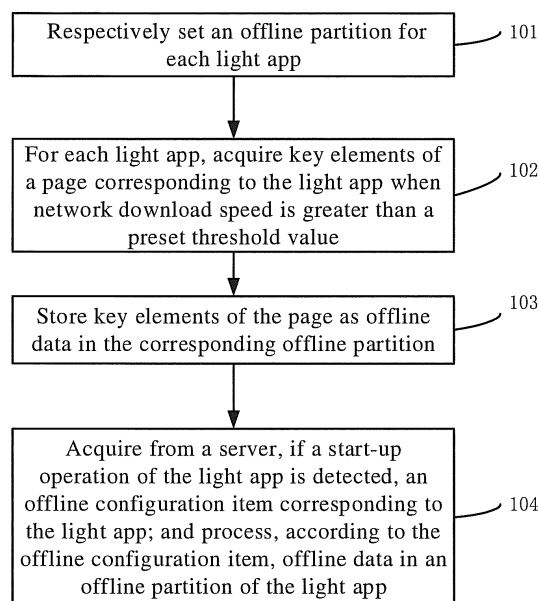 Respectively set an offline partition for
each light app
101
For each light app, acquire key elements of
a page corresponding to the light app when
network download speed is greater than a
preset threshold value
102
Store key elements of the page as offline
data in the corresponding offline partition
103
Acquire from a server, if a start-up
operation of the light app is detected, an
offline configuration item corresponding to
the light app; and process, according to the
offline configuration item, offline data in an
offline partition of the light app
104